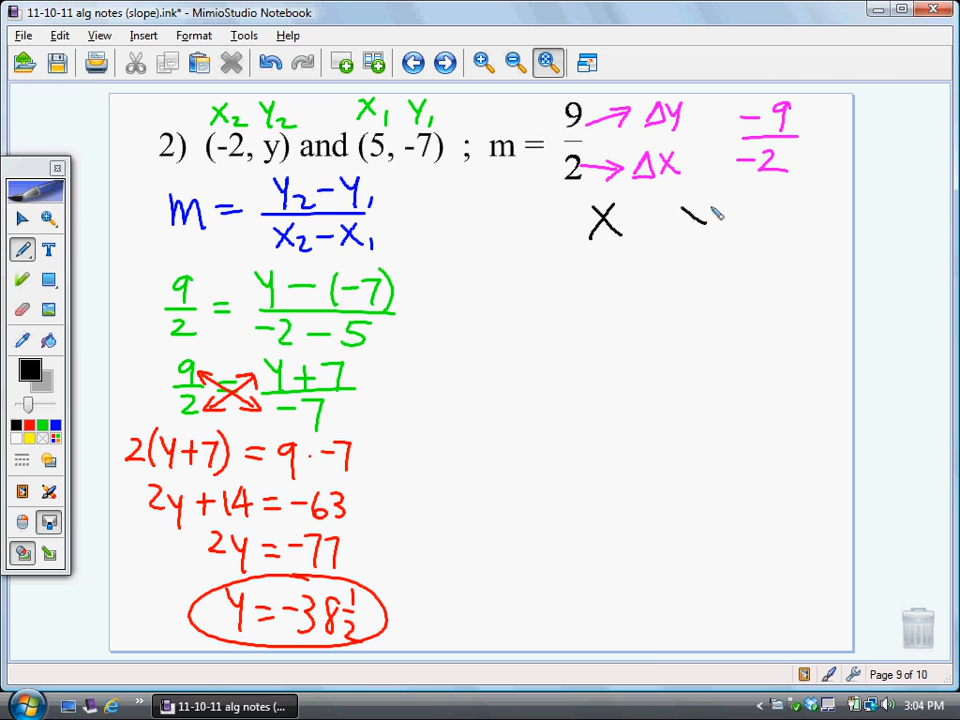 11-10-11 alg notes (slope).ink* - MimioStudio Notebook
File Edit View Insert Format Tools Help
X₂ Y₂ X₁ Y₁
2) (-2, y) and (5, -7) ; m = 9/2
→ ΔY
→ ΔX
-9/-2
m = (Y₂ - Y₁)/(X₂ - X₁)
X
9/2 = (Y - (-7))/(-2 - 5)
9/2 = (Y + 7)/-7
2(Y+7) = 9 · -7
2y + 14 = -63
2y = -77
Y = -38 1/2
Page 9 of 10
11-10-11 alg notes (...
3:04 PM